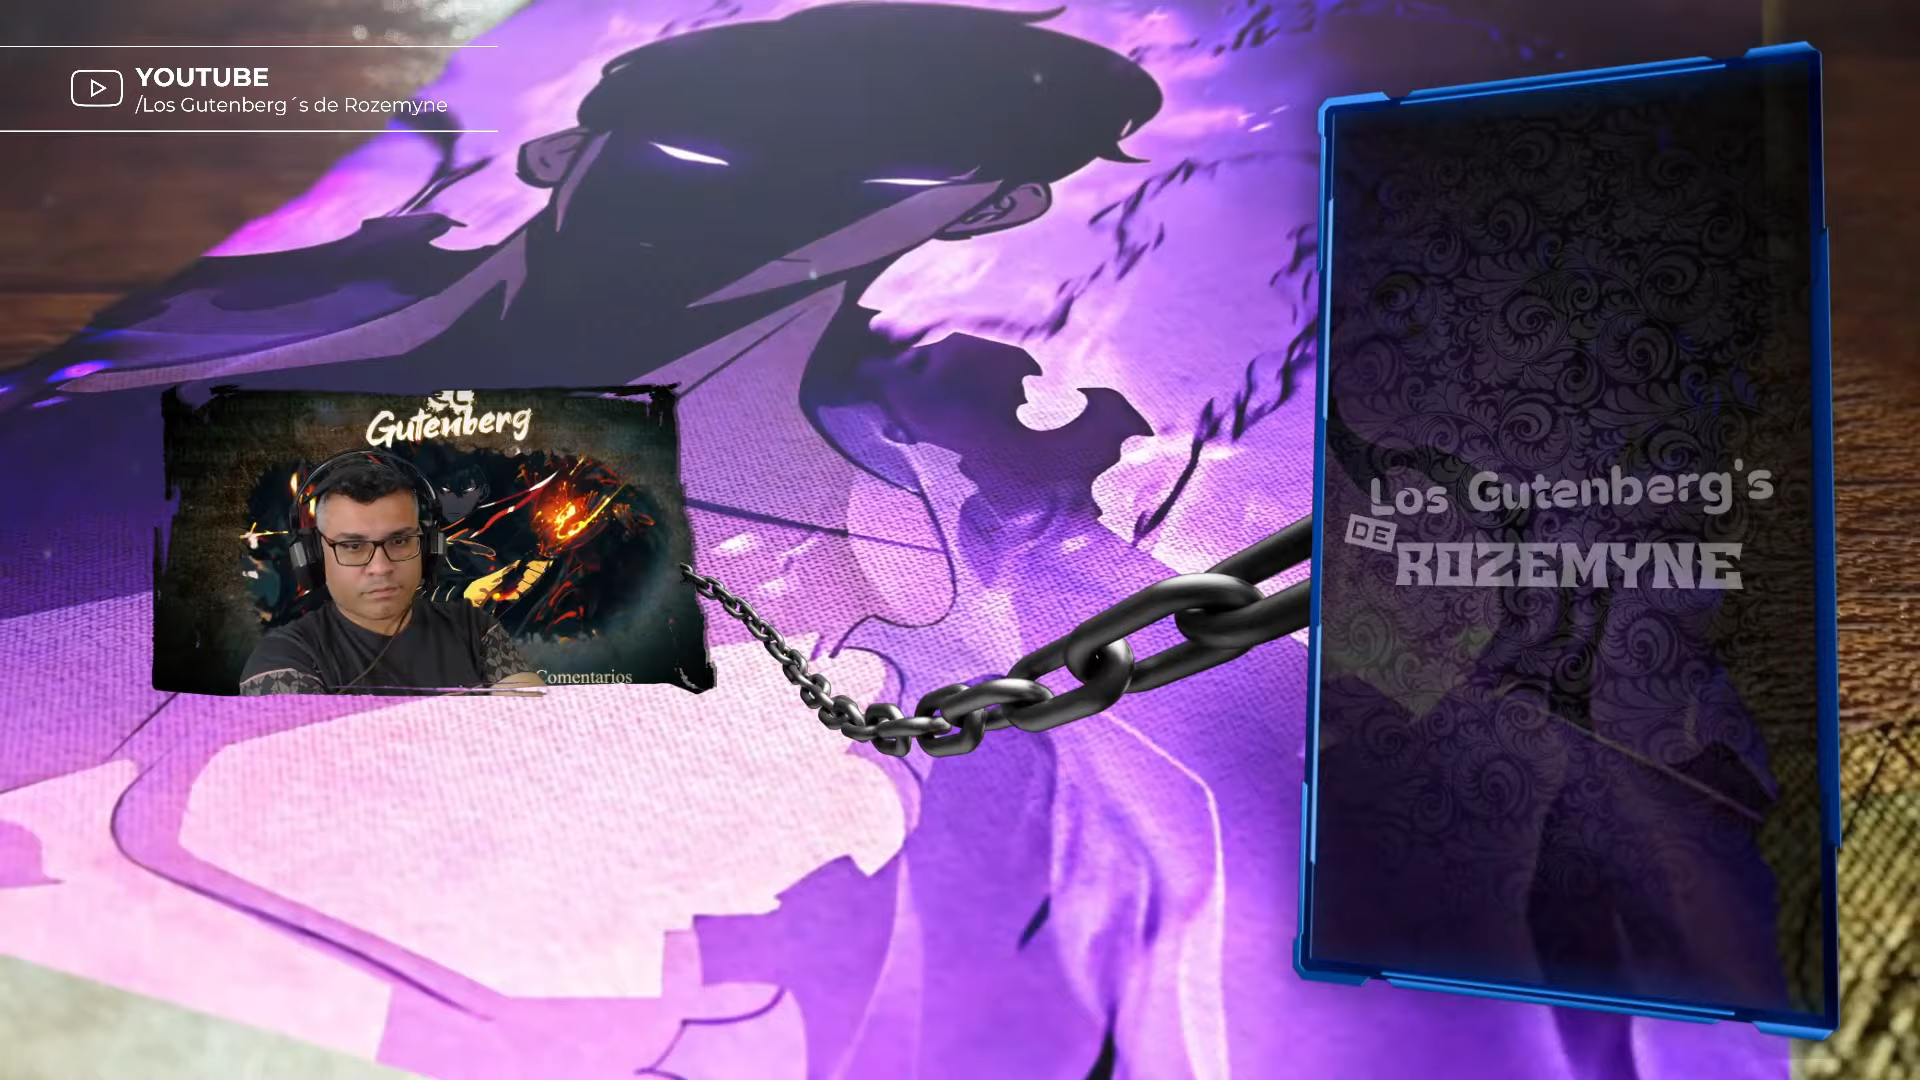 YOUTUBE
/Los Gutenberg´s de Rozemyne
Gutenberg
Comentarios
Los Gutenberg's
DE
ROZEMYNE